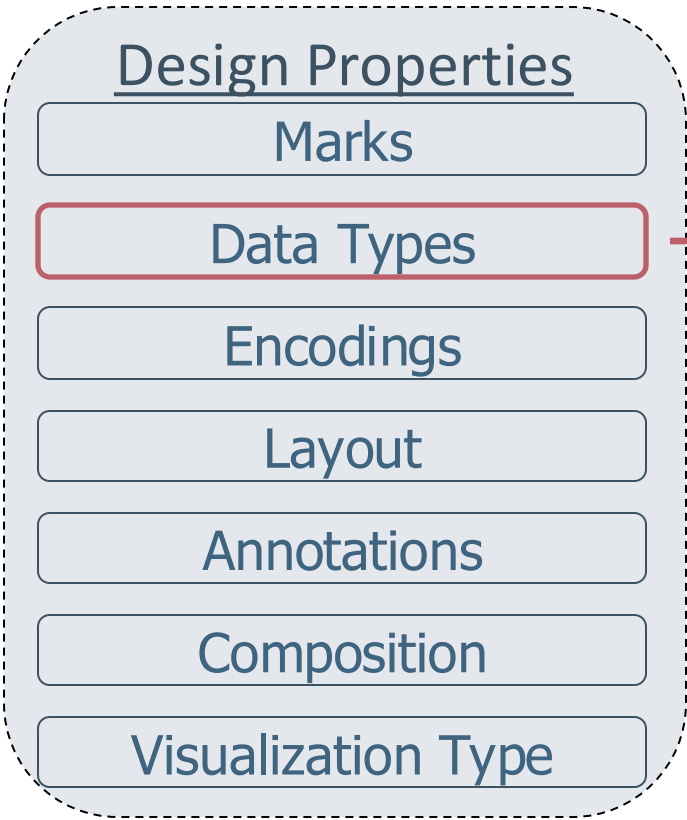 Design Properties
Marks
Data Types
Encodings
Layout
Annotations
Composition
Visualization Type